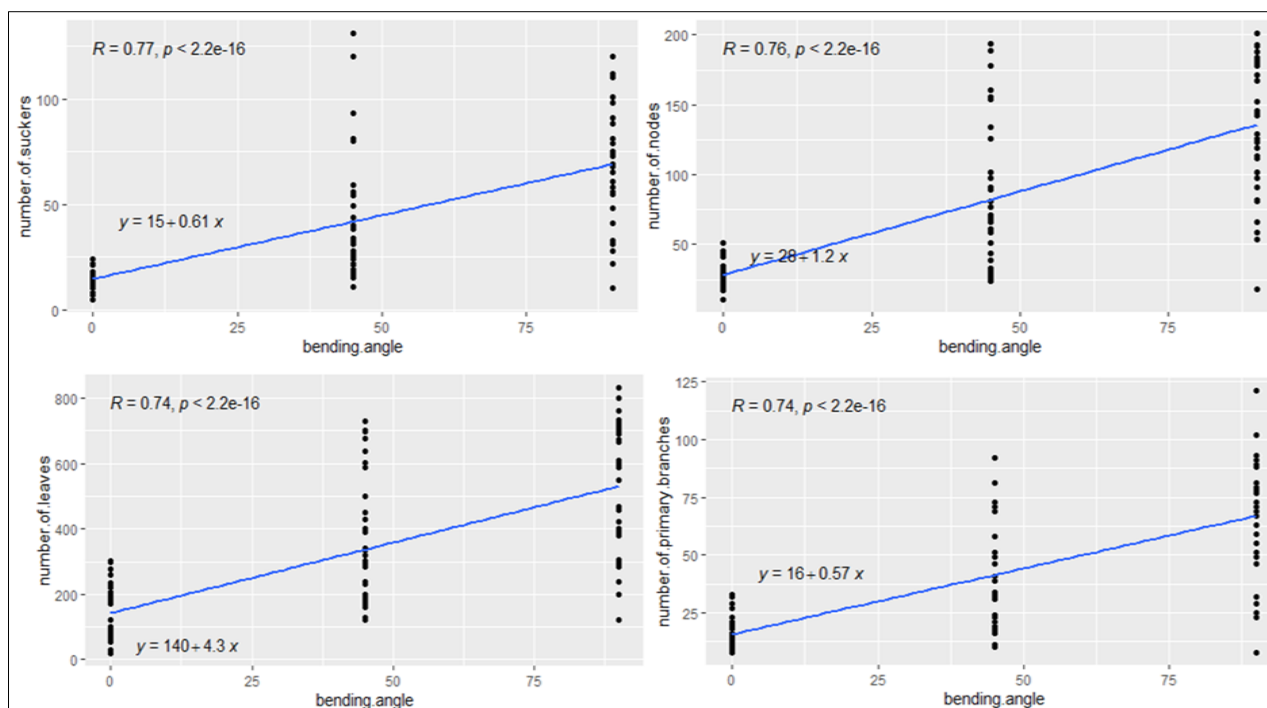 R = 0.77, p < 2.2e-16
100
50
0
number.of.suckers
y = 15+0.61 x
0 25 50 75
bending.angle
R = 0.76, p < 2.2e-16
200
150
100
50
number.of.nodes
y = 28+1.2 x
0 25 50 75
bending.angle
R = 0.74, p < 2.2e-16
800
600
400
200
0
number.of.leaves
y = 140+4.3 x
0 25 50 75
bending.angle
R = 0.74, p < 2.2e-16
125
100
75
50
25
number.of.primary.branches
y = 16+0.57 x
0 25 50 75
bending.angle